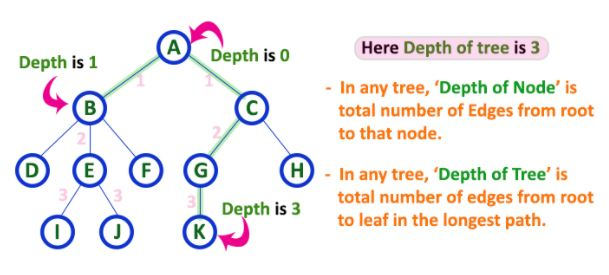 A
Depth is 0
Here Depth of tree is 3
Depth is 1
1
1
B
C
- In any tree, ‘Depth of Node’ is
total number of Edges from root
to that node.
2
2
D
E
F
G
H
- In any tree, ‘Depth of Tree’ is
total number of edges from root
to leaf in the longest path.
3
3
3
Depth is 3
I
J
K